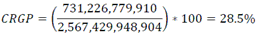 CRGP = (731,226,779,910 / 2,567,429,948,904) * 100 = 28.5%